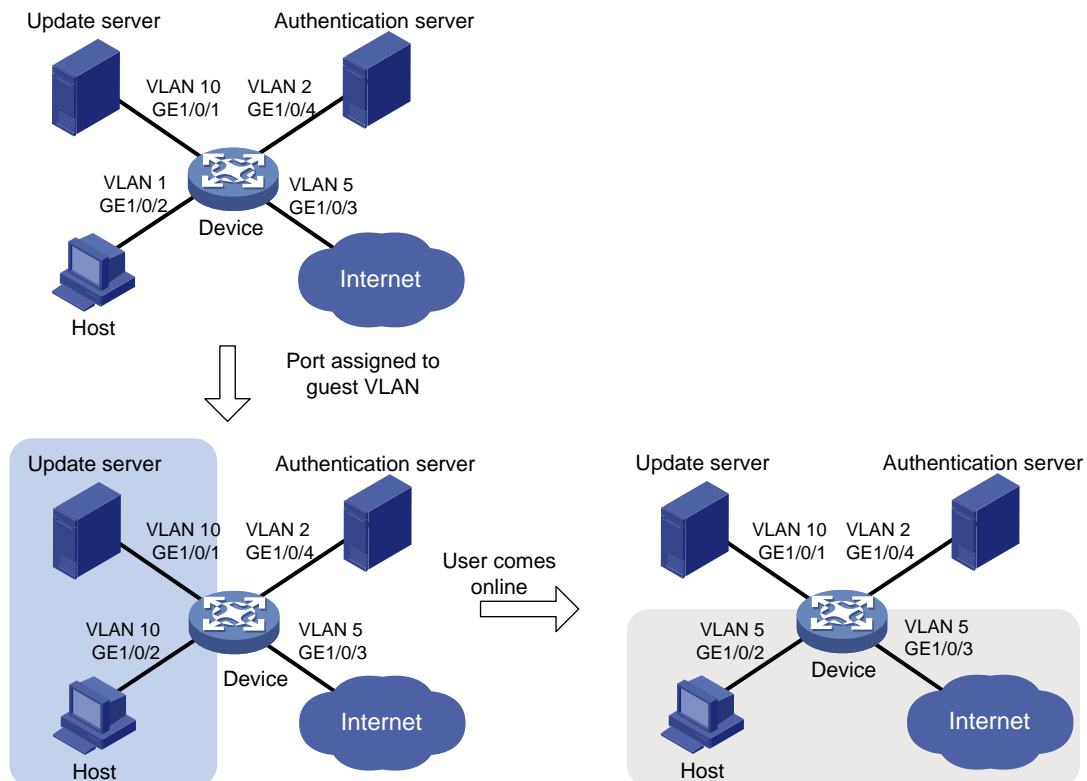 Update server
Authentication server
VLAN 10
GE1/0/1
VLAN 2
GE1/0/4
VLAN 1
GE1/0/2
VLAN 5
GE1/0/3
Device
Internet
Host
Port assigned to
guest VLAN
Update server
Authentication server
VLAN 10
GE1/0/1
VLAN 2
GE1/0/4
VLAN 10
GE1/0/2
VLAN 5
GE1/0/3
Device
Internet
Host
User comes
online
Update server
Authentication server
VLAN 10
GE1/0/1
VLAN 2
GE1/0/4
VLAN 5
GE1/0/2
VLAN 5
GE1/0/3
Device
Internet
Host